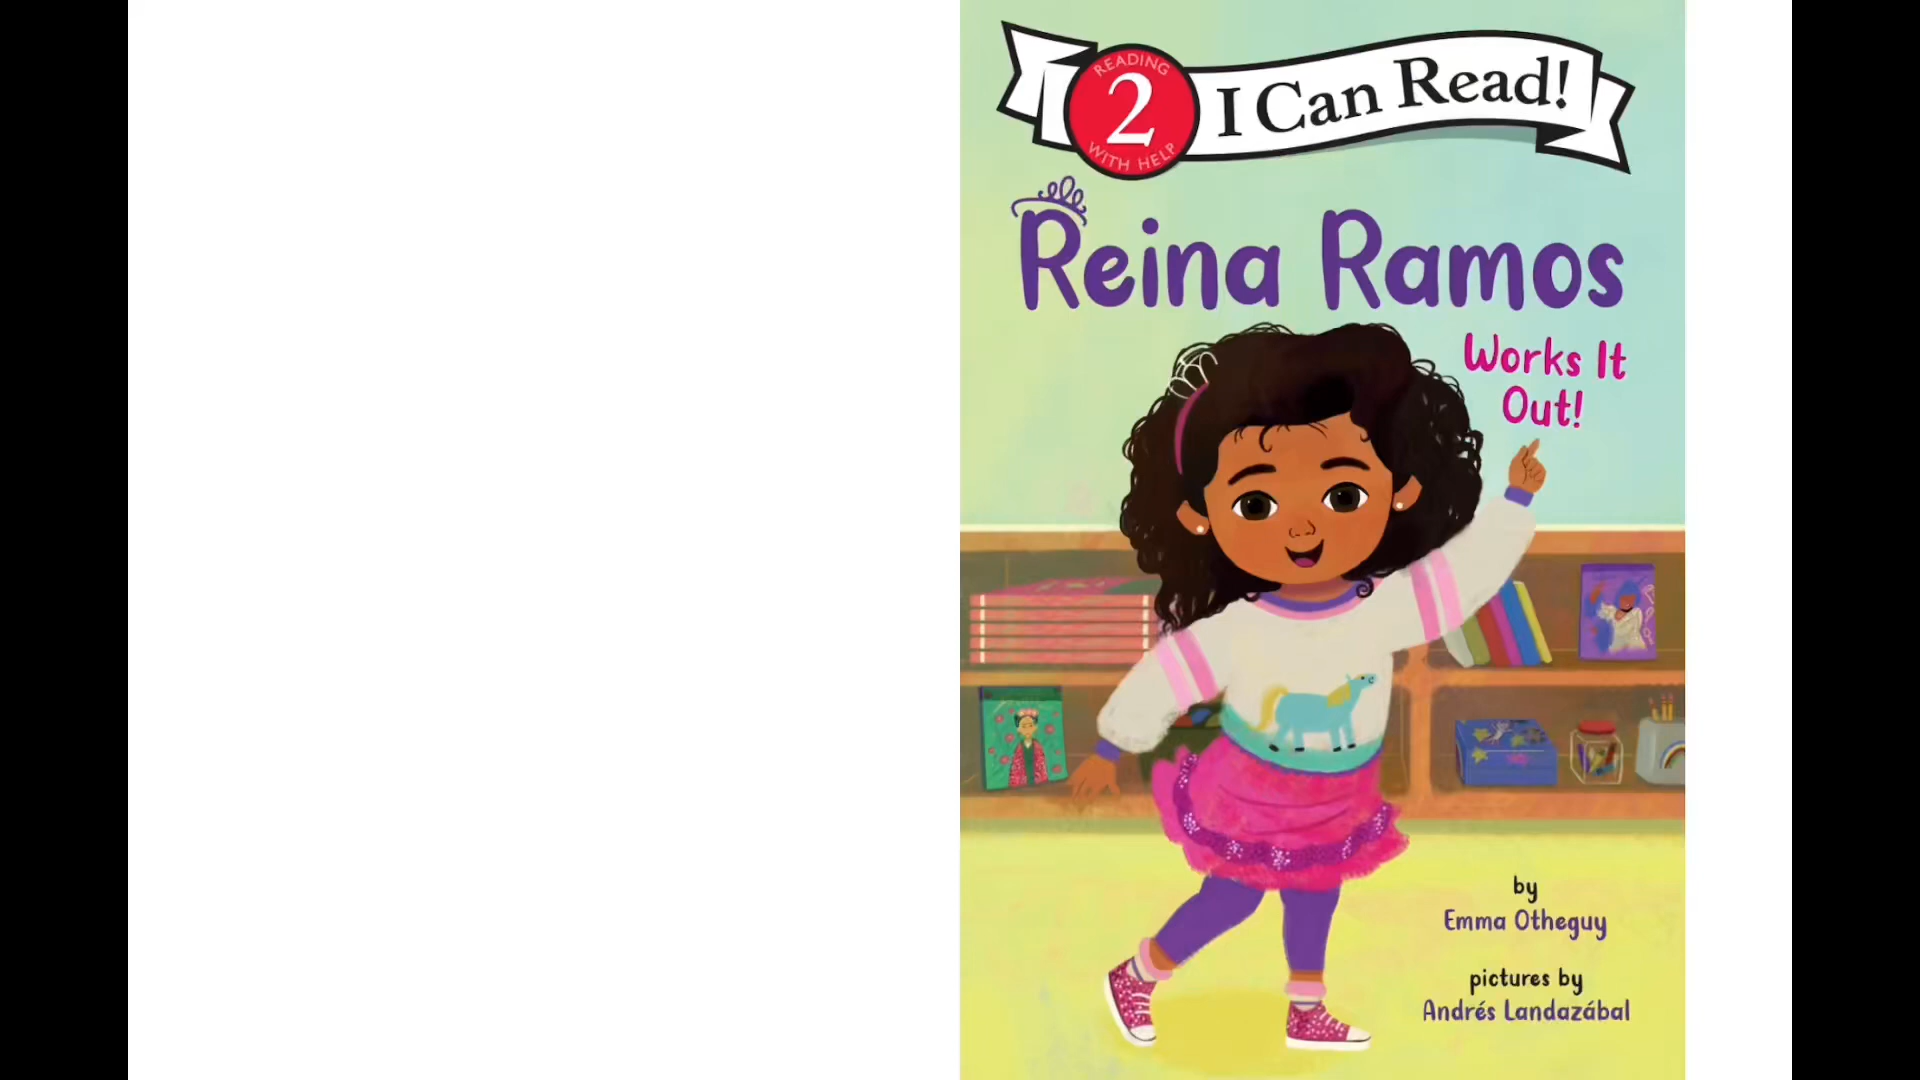 READING
2
WITH HELP
I Can Read!
Reina Ramos
Works It
Out!
by
Emma Otheguy
pictures by
Andrés Landazábal